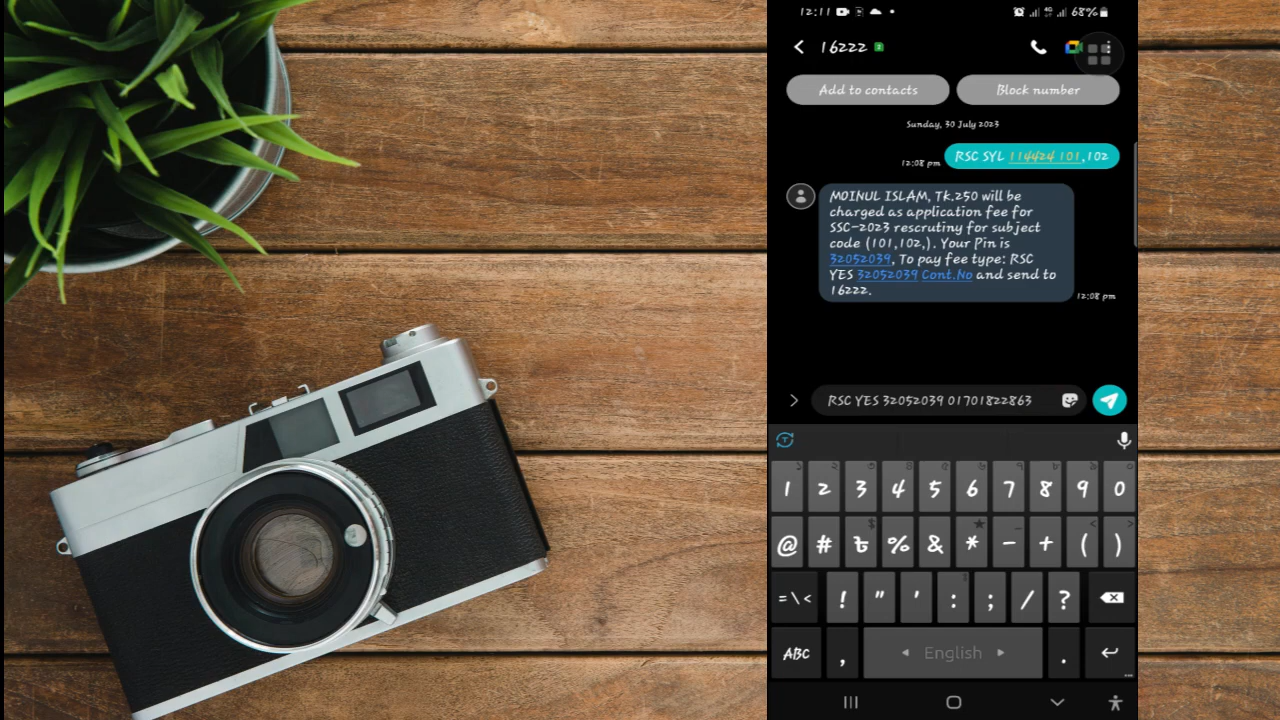 12:11
4G
68%
16222 2
Add to contacts
Block number
Sunday, 30 July 2023
12:08 pm
RSC SYL 114424 101,102
MOINUL ISLAM, Tk.250 will be
charged as application fee for
SSC-2023 rescrutiny for subject
code (101,102,). Your Pin is
32052039, To pay fee type: RSC
YES 32052039 Cont.No and send to
16222.
12:08 pm
RSC YES 32052039 01701822863
1 2 3 4 5 6 7 8 9 0
@ # ৳ % & * - + ( )
=\< ! " ' : ; / ?
ABC , English .